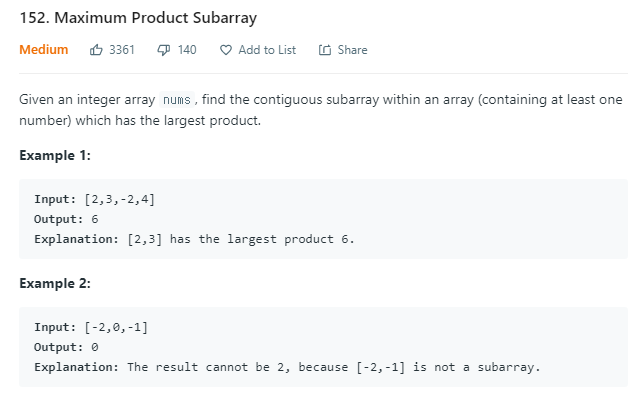 152. Maximum Product Subarray
Medium 3361 140 Add to List Share
Given an integer array nums , find the contiguous subarray within an array (containing at least one
number) which has the largest product.
Example 1:
Input: [2,3,-2,4]
Output: 6
Explanation: [2,3] has the largest product 6.
Example 2:
Input: [-2,0,-1]
Output: 0
Explanation: The result cannot be 2, because [-2,-1] is not a subarray.